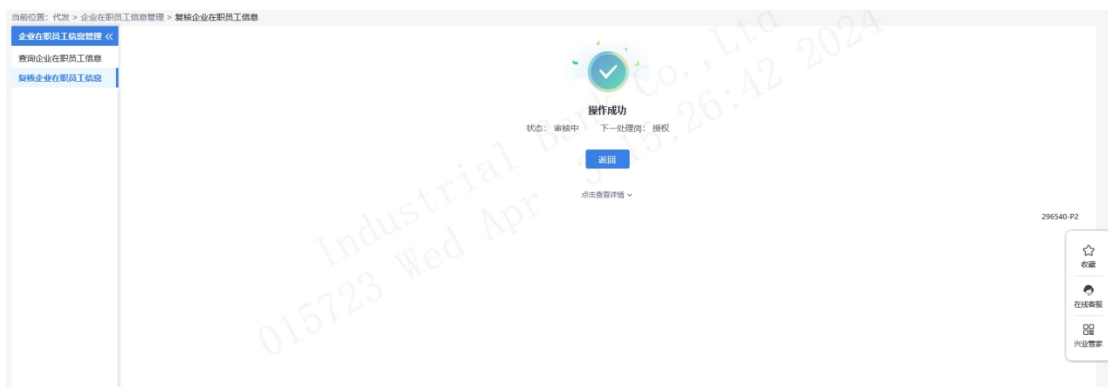 当前位置：代发 > 企业在职员工信息管理 > 复核企业在职员工信息
企业在职员工信息管理 «
查询企业在职员工信息
复核企业在职员工信息
操作成功
状态： 审核中 下一处理岗： 授权
返回
点击查看详情
296540-P2
收藏
在线客服
兴业管家
Industrial Bank Co., Ltd
015723 Wed Apr 3 15:26:42 2024